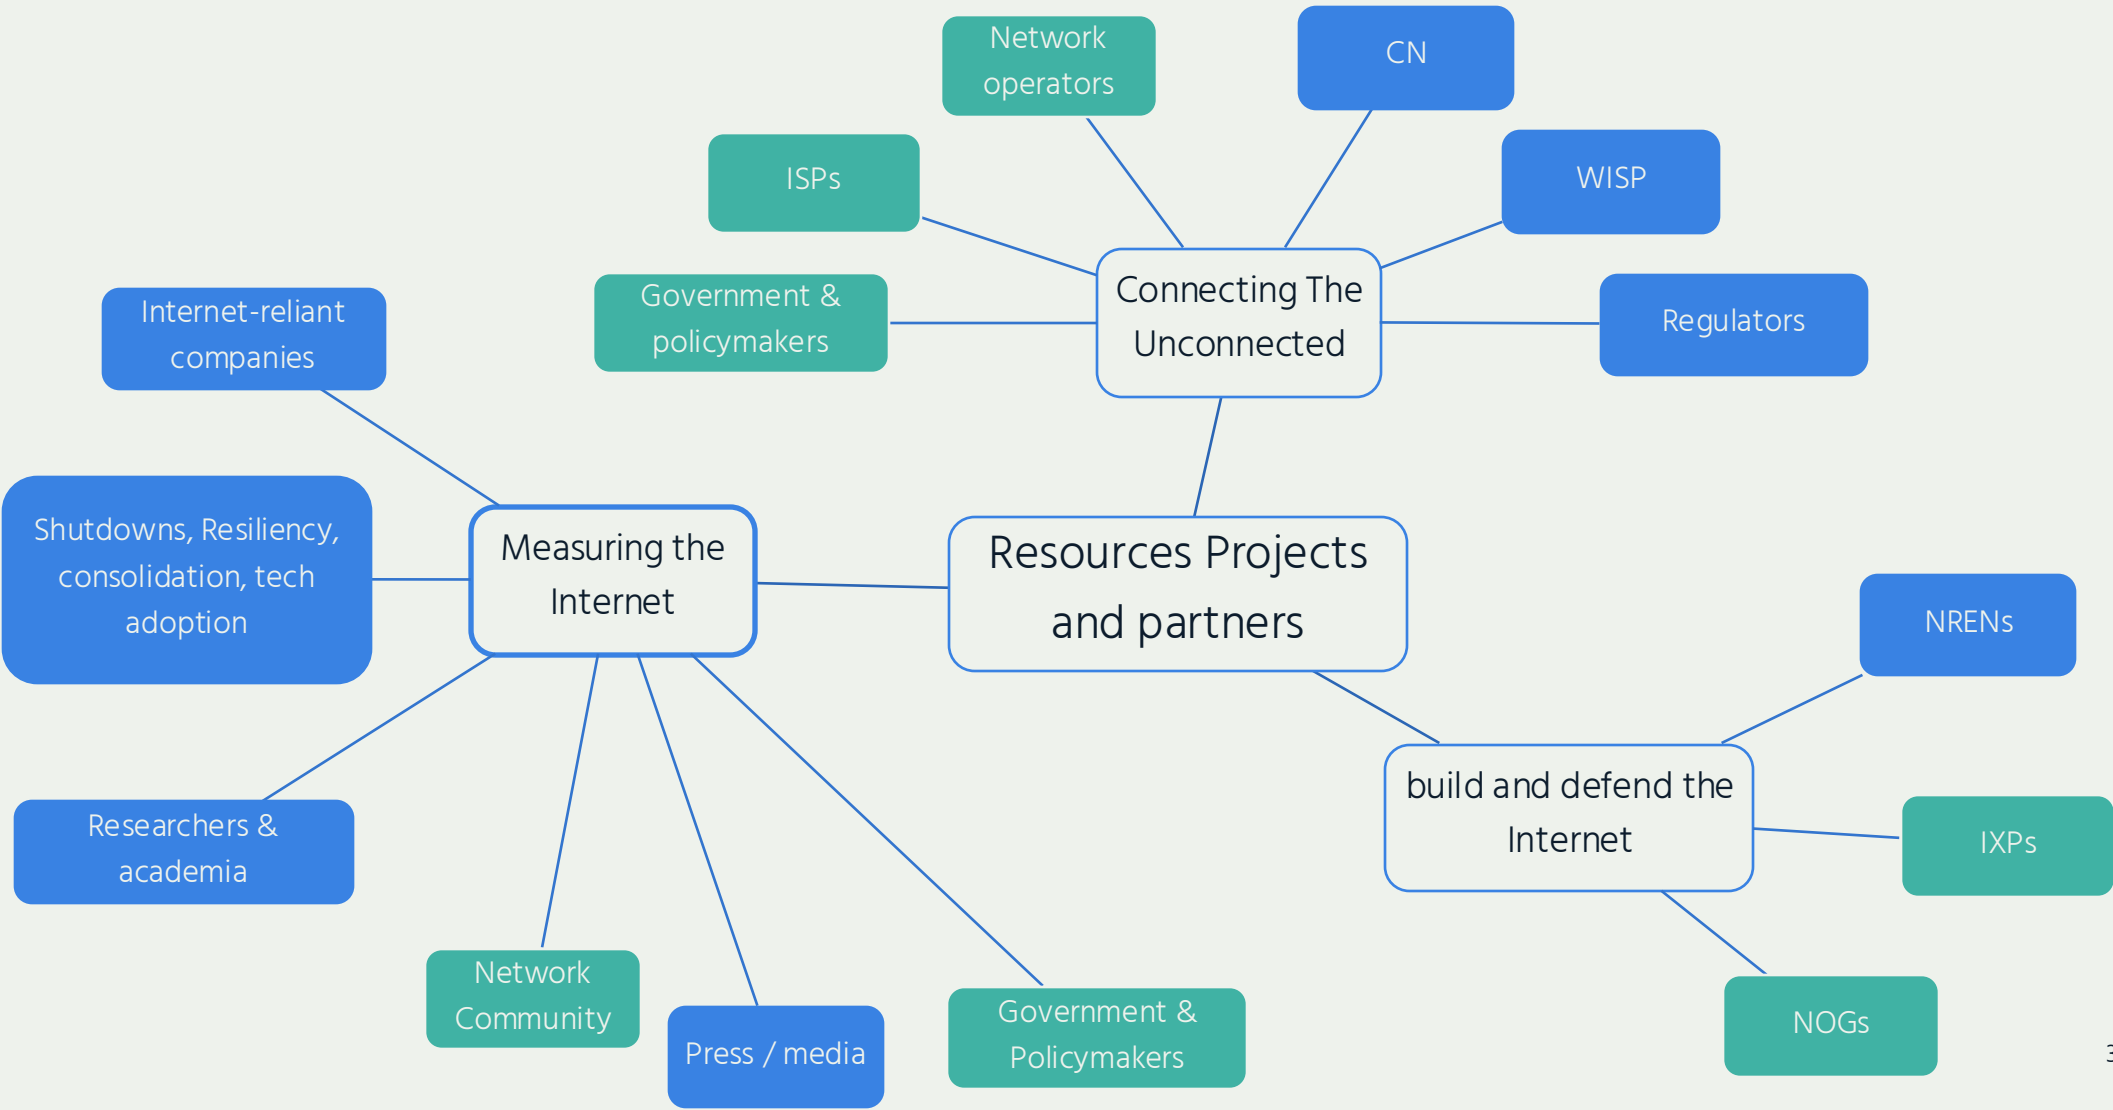 Network
operators
CN
ISPs
WISP
Government &
policymakers
Connecting The
Unconnected
Regulators
Internet-reliant
companies
Shutdowns, Resiliency,
consolidation, tech
adoption
Measuring the
Internet
Resources Projects
and partners
NRENs
build and defend the
Internet
IXPs
Researchers &
academia
Network
Community
Press / media
Government &
Policymakers
NOGs